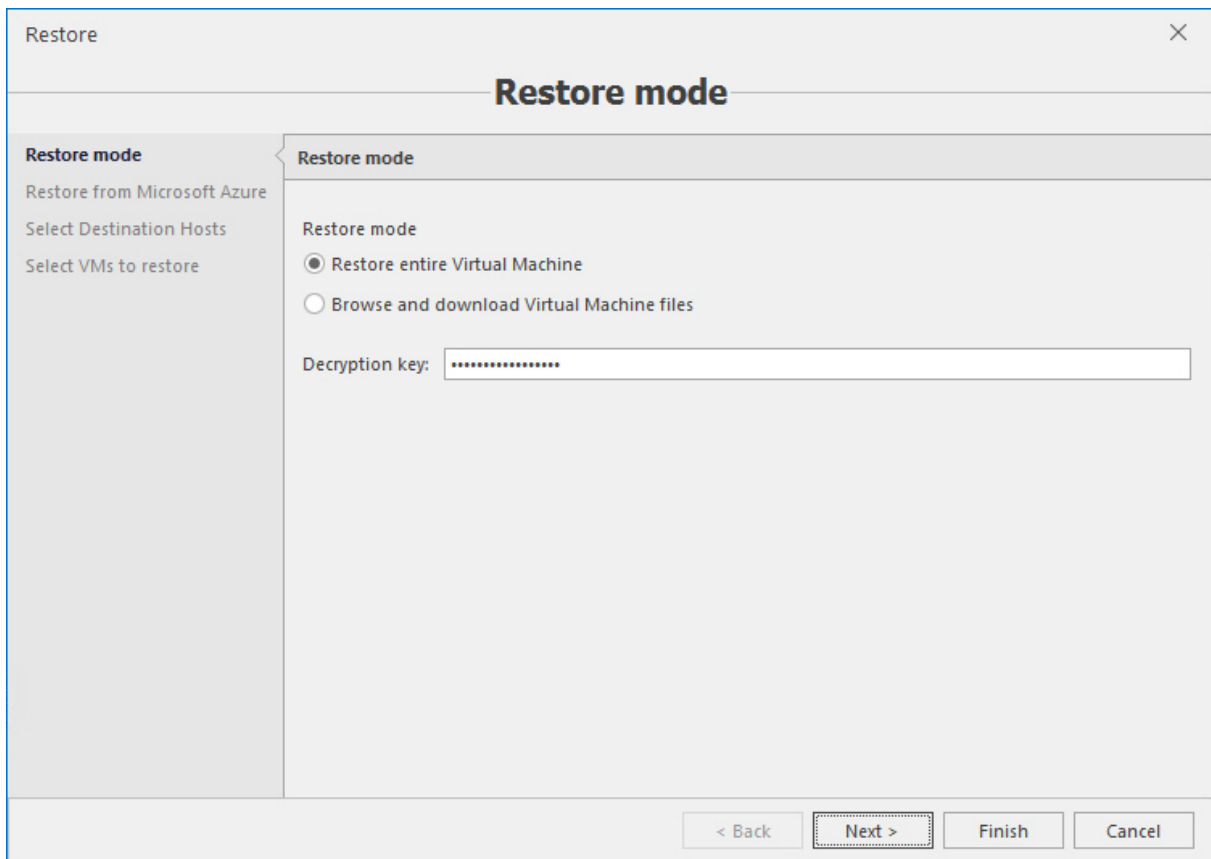 Restore
Restore mode
Restore mode
Restore from Microsoft Azure
Select Destination Hosts
Select VMs to restore
Restore mode
Restore mode
Restore entire Virtual Machine
Browse and download Virtual Machine files
Decryption key: •••••••••••••••••
< Back Next > Finish Cancel